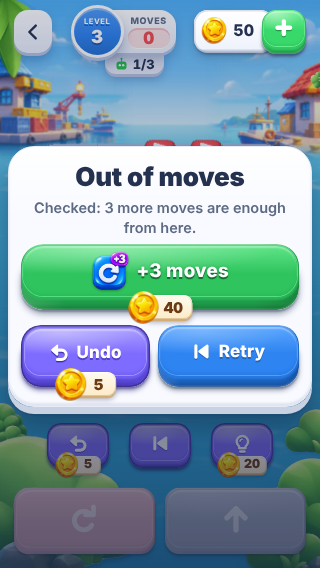 LEVEL
3
MOVES
0
50
1/3
Out of moves
Checked: 3 more moves are enough
from here.
+3
+3 moves
40
Undo
Retry
5
5
20